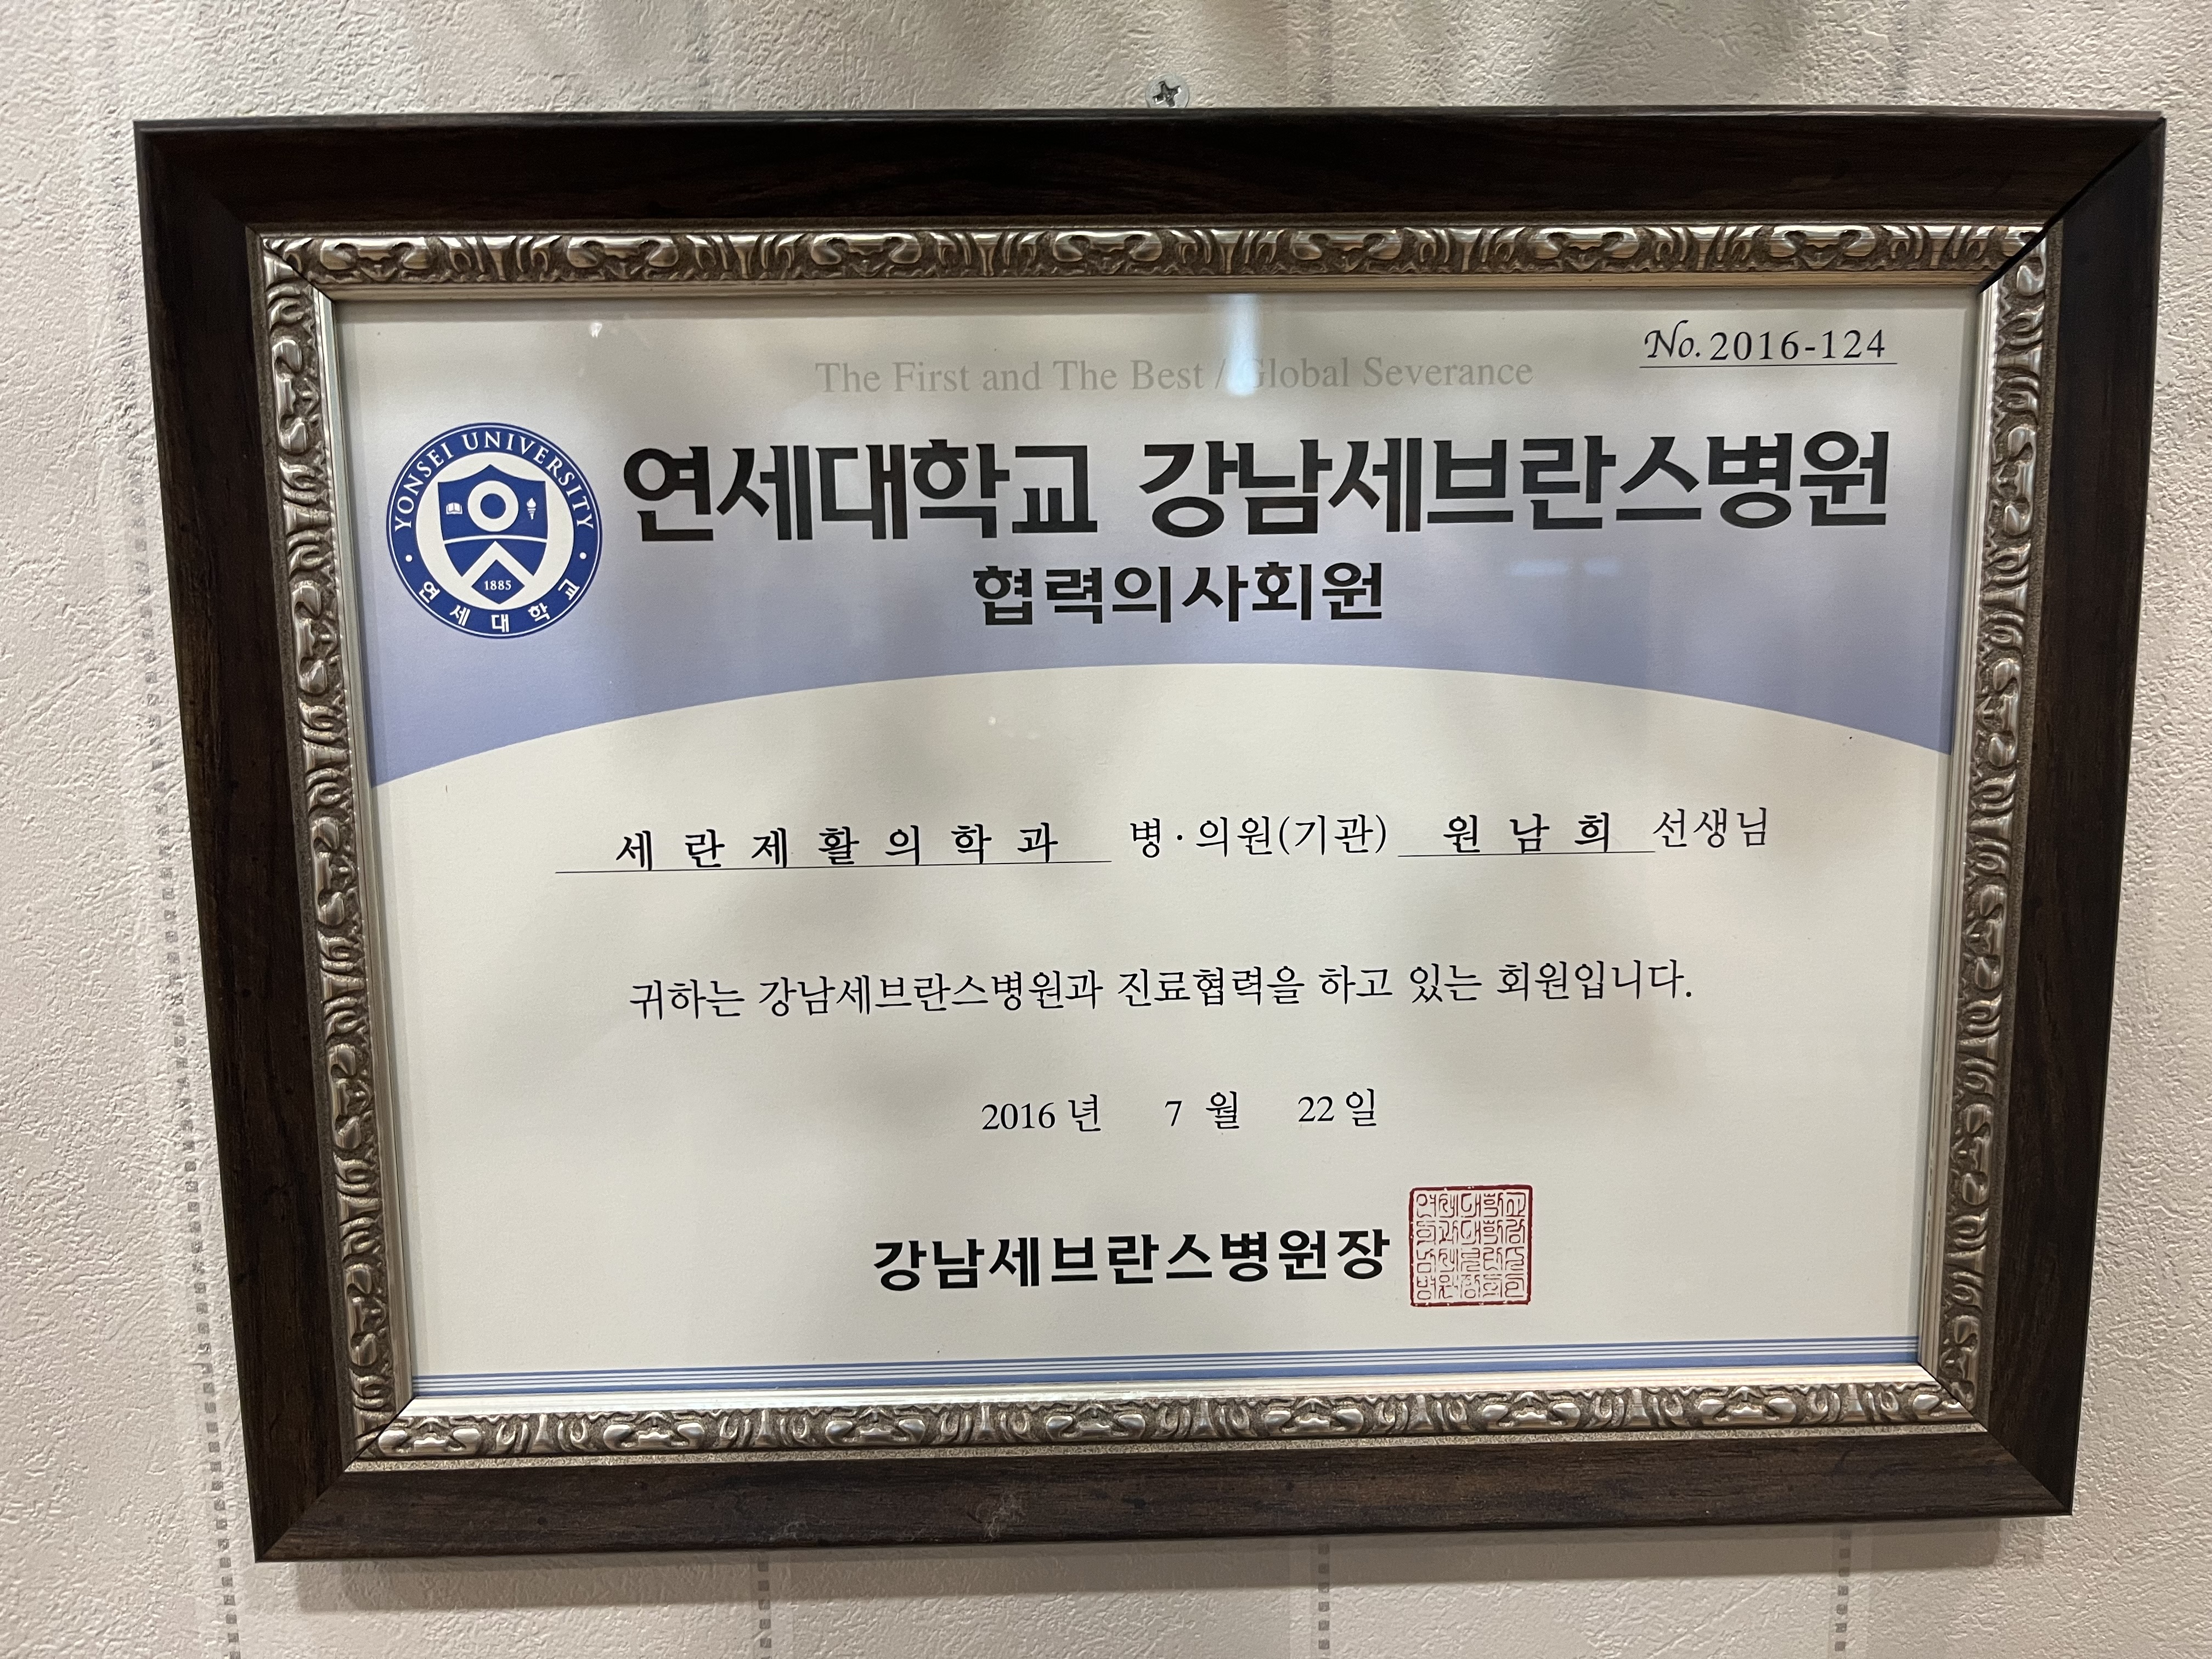 No. 2016-124
The First and The Best / Global Severance
YONSEI UNIVERSITY
1885
연세대학교
연세대학교 강남세브란스병원
협력의사회원
세란제활의학과 병·의원(기관) 원남희 선생님
귀하는 강남세브란스병원과 진료협력을 하고 있는 회원입니다.
2016 년 7 월 22 일
강남세브란스병원장